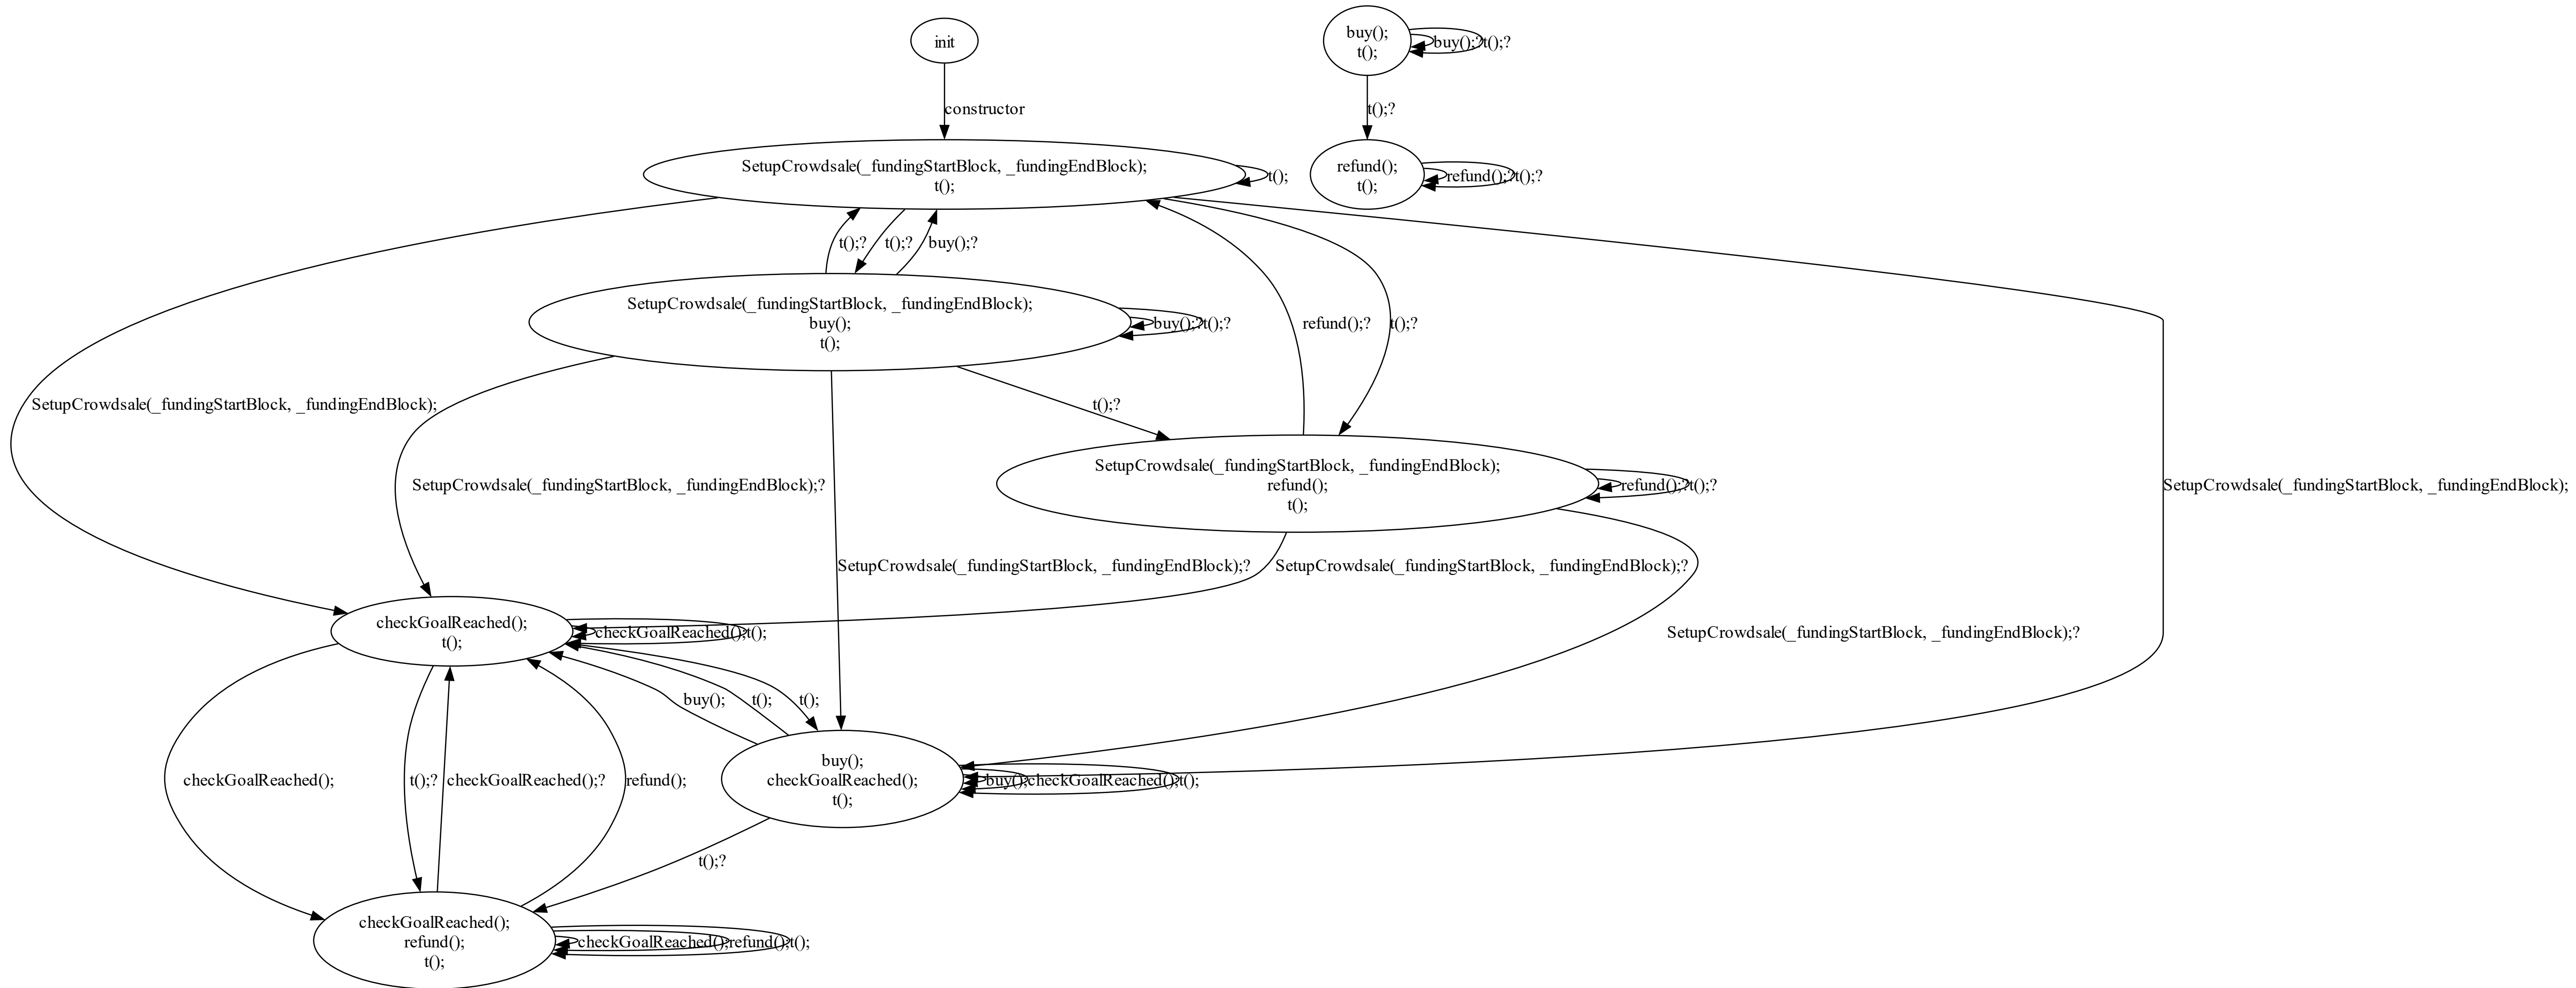 init
buy();
t();
buy();?
t();?
constructor
t();?
SetupCrowdsale(_fundingStartBlock, _fundingEndBlock);
t();
t();
refund();
t();
refund();?
t();?
t();?
t();?
buy();?
SetupCrowdsale(_fundingStartBlock, _fundingEndBlock);
buy();
t();
buy();?
t();?
refund();?
t();?
SetupCrowdsale(_fundingStartBlock, _fundingEndBlock);
t();?
SetupCrowdsale(_fundingStartBlock, _fundingEndBlock);?
SetupCrowdsale(_fundingStartBlock, _fundingEndBlock);
refund();
t();
refund();?
t();?
SetupCrowdsale(_fundingStartBlock, _fundingEndBlock);
SetupCrowdsale(_fundingStartBlock, _fundingEndBlock);?
SetupCrowdsale(_fundingStartBlock, _fundingEndBlock);?
checkGoalReached();
t();
checkGoalReached();
t();
SetupCrowdsale(_fundingStartBlock, _fundingEndBlock);?
buy();
t();
t();
checkGoalReached();
t();?
checkGoalReached();?
refund();
buy();
checkGoalReached();
t();
buy();
checkGoalReached();
t();
t();?
checkGoalReached();
refund();
t();
checkGoalReached();
refund();
t();